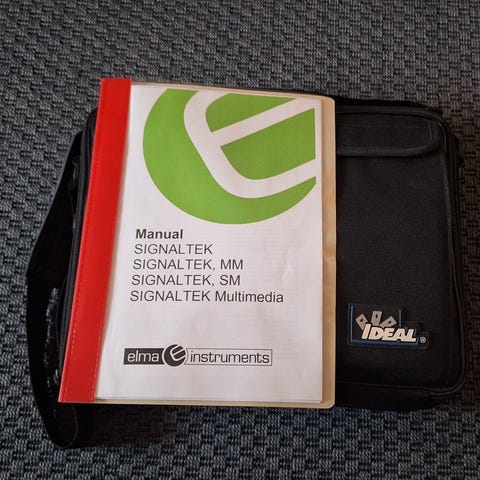 Manual
SIGNALTEK
SIGNALTEK, MM
SIGNALTEK, SM
SIGNALTEK Multimedia
elma e instruments
IDEAL®